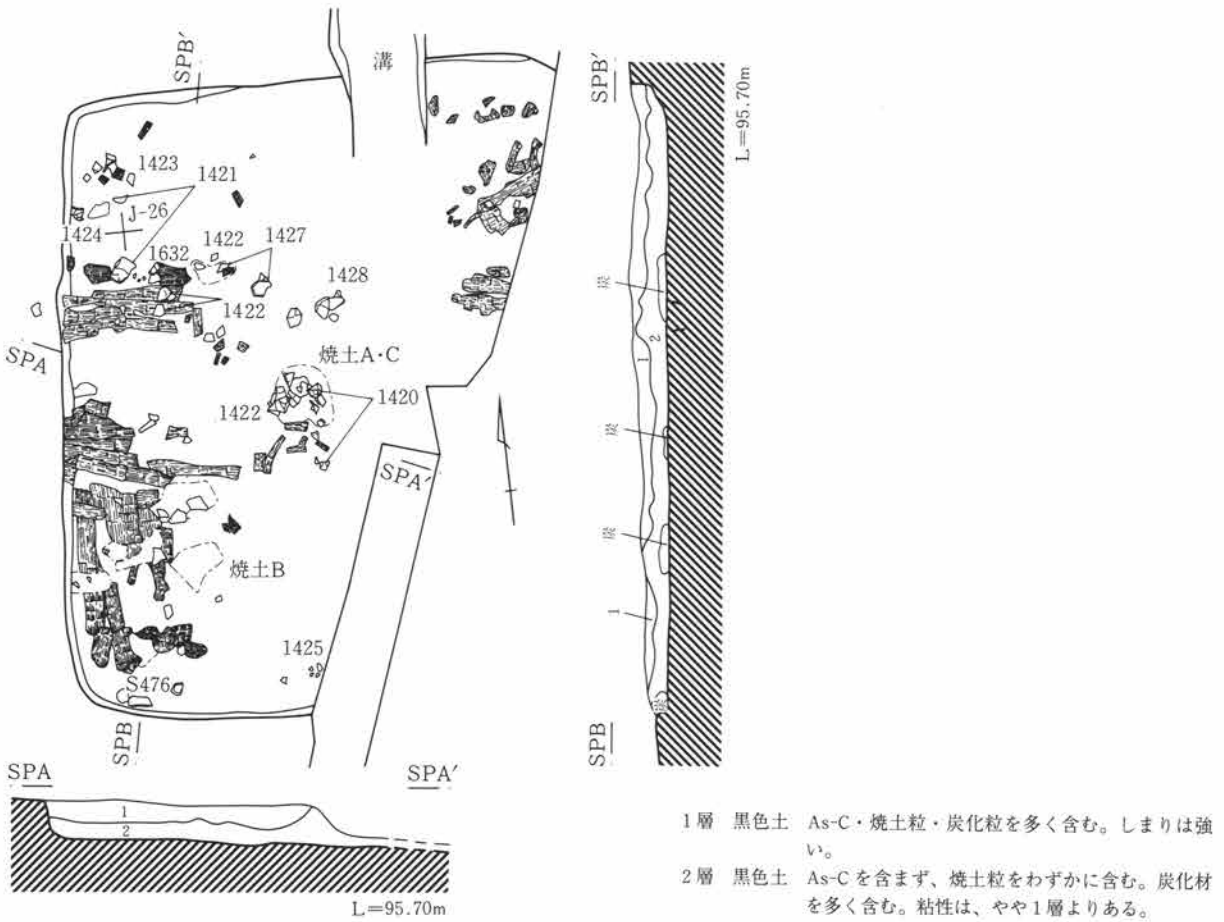 溝
SPB′
1423
1421
J-26
1424
1632
1422
1427
1428
1422
SPA
焼土A・C
1420
1422
SPA′
焼土B
1425
S476
SPB
SPA
SPA′
1
2
L=95.70m
SPB′
L=95.70m
炭
2
1
炭
炭
1
炭
SPB
1層 黒色土 As-C・焼土粒・炭化粒を多く含む。しまりは強
い。
2層 黒色土 As-Cを含まず、焼土粒をわずかに含む。炭化材
を多く含む。粘性は、やや1層よりある。